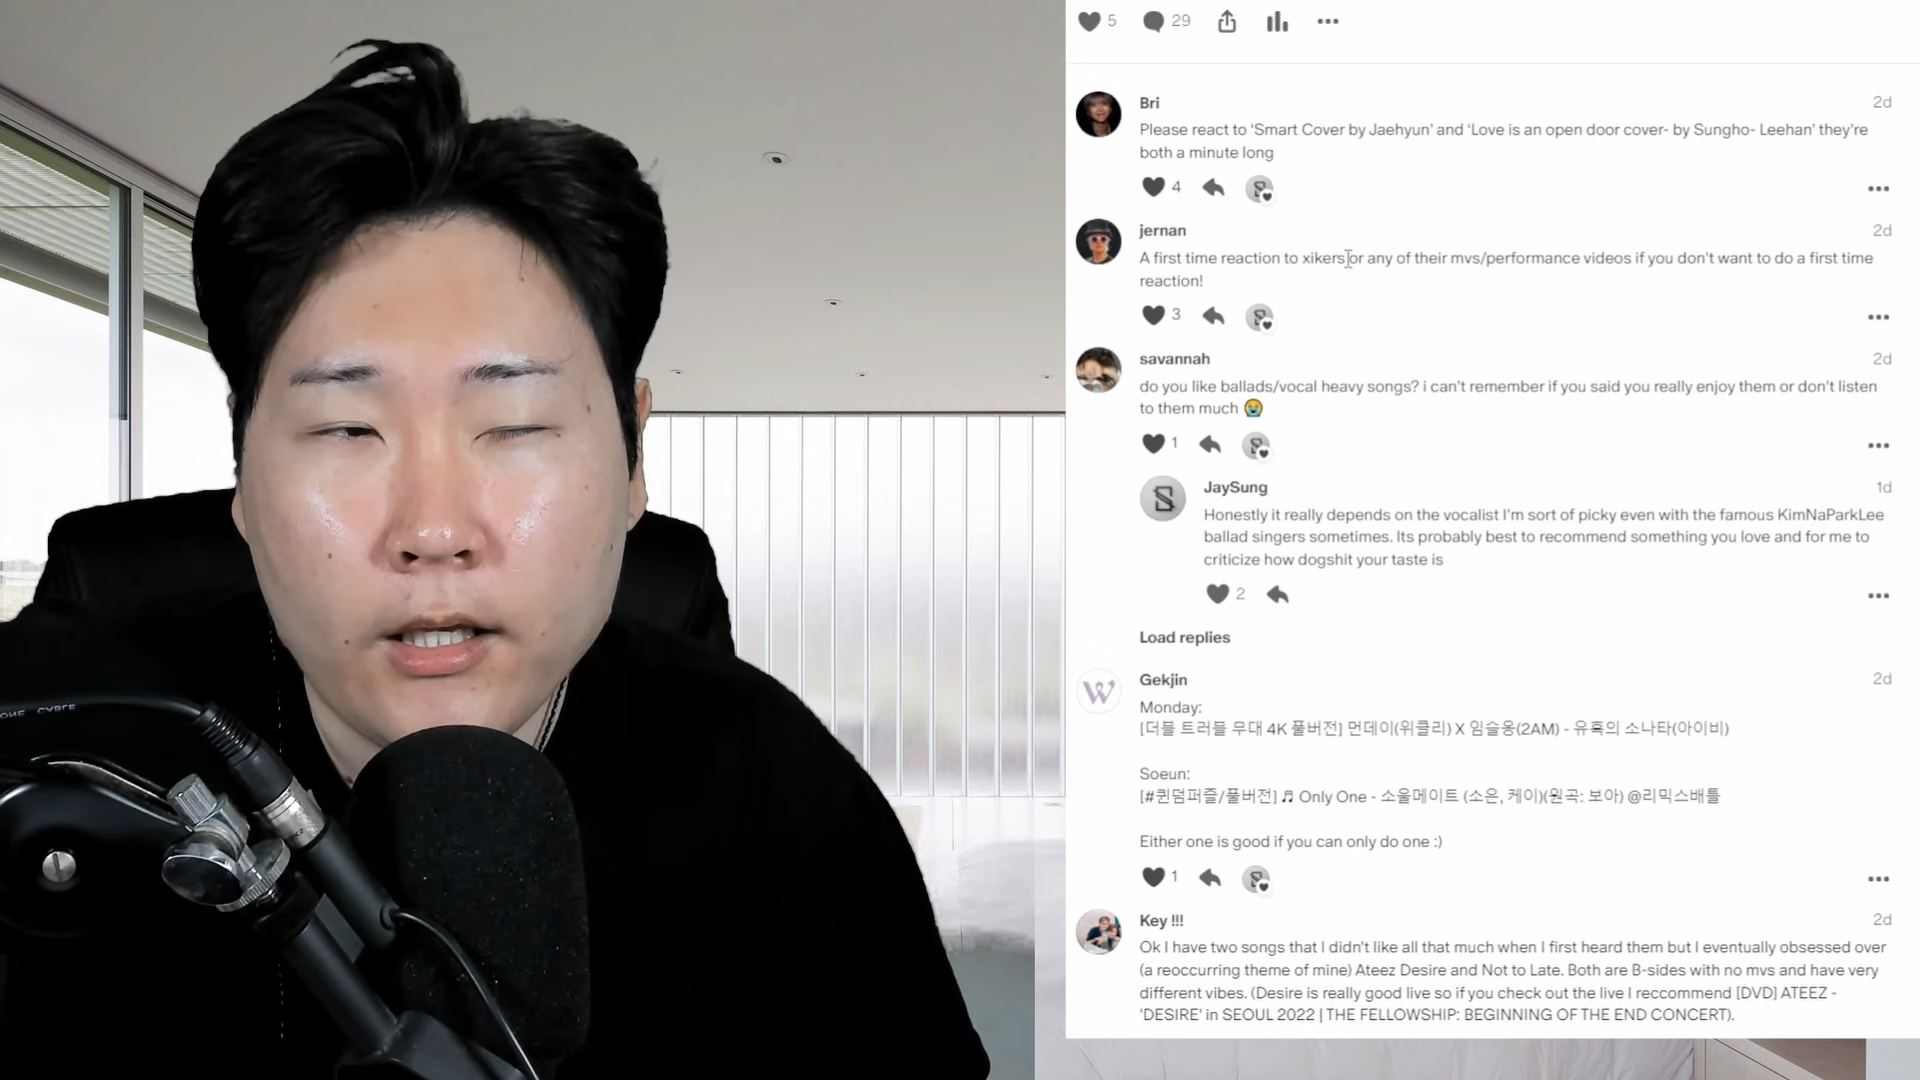 5 29
Bri 2d
Please react to 'Smart Cover by Jaehyun' and 'Love is an open door cover- by Sungho- Leehan' they're
both a minute long
4
jernan 2d
A first time reaction to xikers or any of their mvs/performance videos if you don't want to do a first time
reaction!
3
savannah 2d
do you like ballads/vocal heavy songs? i can't remember if you said you really enjoy them or don't listen
to them much 😭
1
JaySung 1d
Honestly it really depends on the vocalist I'm sort of picky even with the famous KimNaParkLee
ballad singers sometimes. Its probably best to recommend something you love and for me to
criticize how dogshit your taste is
2
Load replies
Gekjin 2d
Monday:
[더블 트러블 무대 4K 풀버전] 먼데이(위클리) X 임슬옹(2AM) - 유혹의 소나타(아이비)
Soeun:
[#퀸덤퍼즐/풀버전] ♬ Only One - 소울메이트 (소은, 케이)(원곡: 보아) @리믹스배틀
Either one is good if you can only do one :)
1
Key !!! 2d
Ok I have two songs that I didn't like all that much when I first heard them but I eventually obsessed over
(a reoccurring theme of mine) Ateez Desire and Not to Late. Both are B-sides with no mvs and have very
different vibes. (Desire is really good live so if you check out the live I reccommend [DVD] ATEEZ -
'DESIRE' in SEOUL 2022 | THE FELLOWSHIP: BEGINNING OF THE END CONCERT).